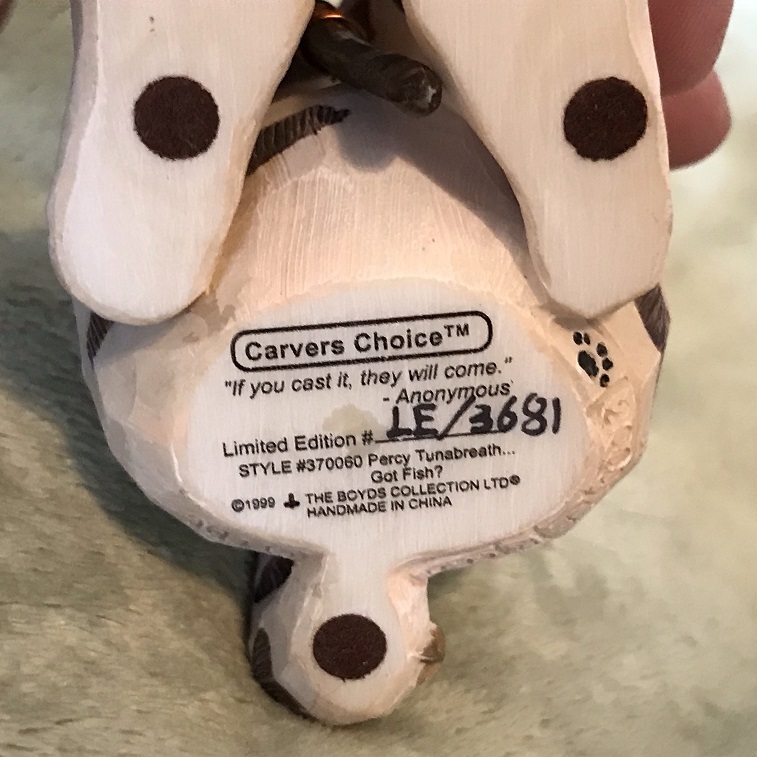 Carvers Choice™
"If you cast it, they will come."
- Anonymous
Limited Edition # LE/3681
STYLE #370060 Percy Tunabreath...
Got Fish?
©1999 THE BOYDS COLLECTION LTD®
HANDMADE IN CHINA